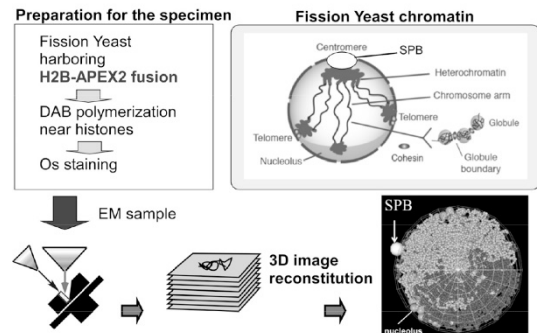 Preparation for the specimen
Fission Yeast
harboring
H2B-APEX2 fusion
DAB polymerization
near histones
Os staining
EM sample
Fission Yeast chromatin
Centromere
SPB
Heterochromatin
Chromosome arm
Telomere
Telomere
Nucleolus
Cohesin
Globule
Globule
boundary
3D image
reconstitution
SPB
nucleolus